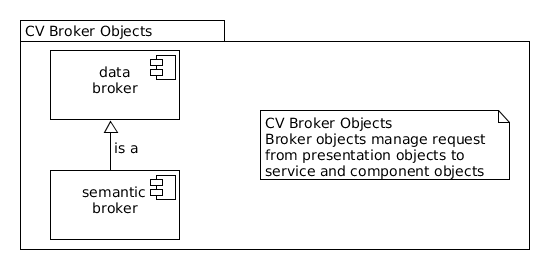 CV Broker Objects
data
broker
is a
semantic
broker
CV Broker Objects
Broker objects manage request
from presentation objects to
service and component objects